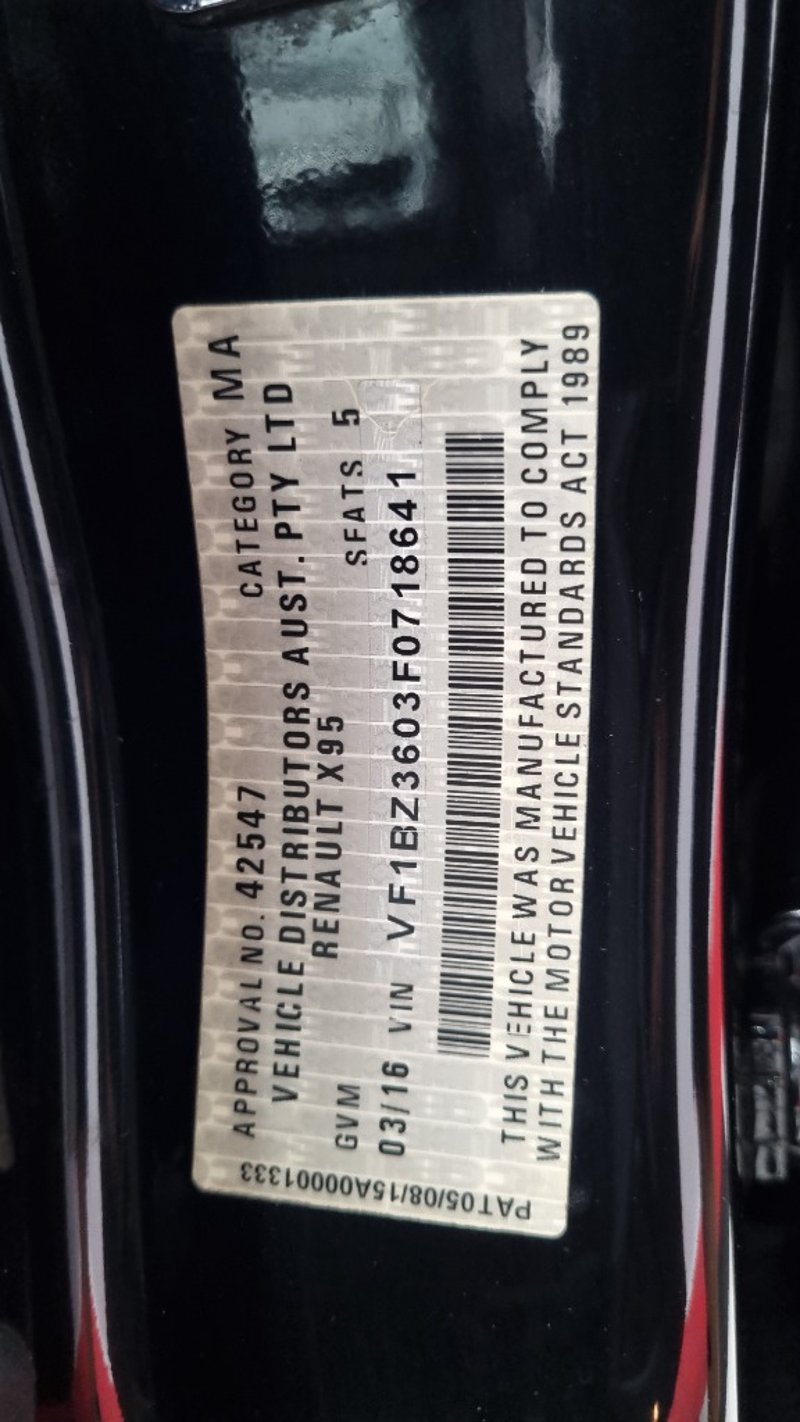 APPROVAL NO. 42547 CATEGORY MA
VEHICLE DISTRIBUTORS AUST. PTY LTD
RENAULT X95
GVM SEATS 5
03/16 VIN VF1BZ3603F0718641
THIS VEHICLE WAS MANUFACTURED TO COMPLY
WITH THE MOTOR VEHICLE STANDARDS ACT 1989
PAT05/08/15A00001333